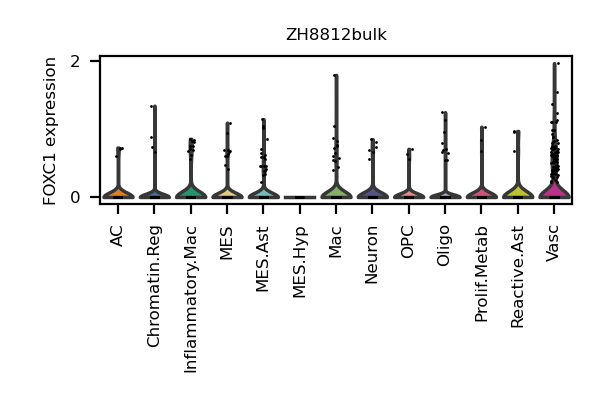 ZH8812bulk
FOXC1 expression
2
0
AC
Chromatin.Reg
Inflammatory.Mac
MES
MES.Ast
MES.Hyp
Mac
Neuron
OPC
Oligo
Prolif.Metab
Reactive.Ast
Vasc